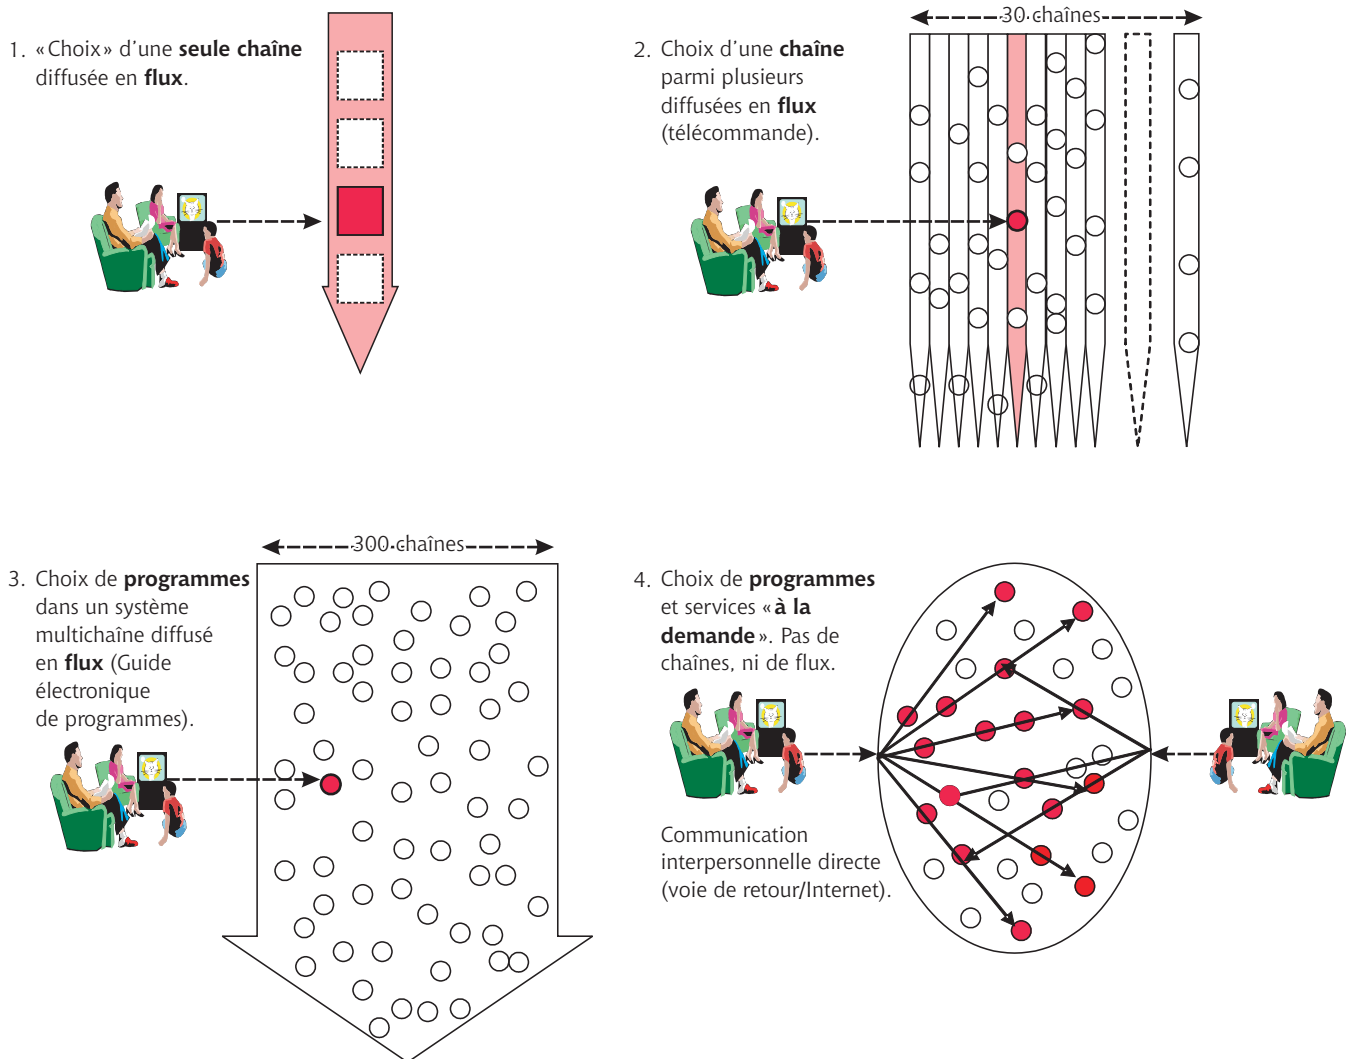 1. «Choix» d’une seule chaîne
diffusée en flux.
30 chaînes
2. Choix d’une chaîne
parmi plusieurs
diffusées en flux
(télécommande).
300 chaînes
3. Choix de programmes
dans un système
multichaîne diffusé
en flux (Guide
électronique
de programmes).
4. Choix de programmes
et services «à la
demande». Pas de
chaînes, ni de flux.
Communication
interpersonnelle directe
(voie de retour/Internet).